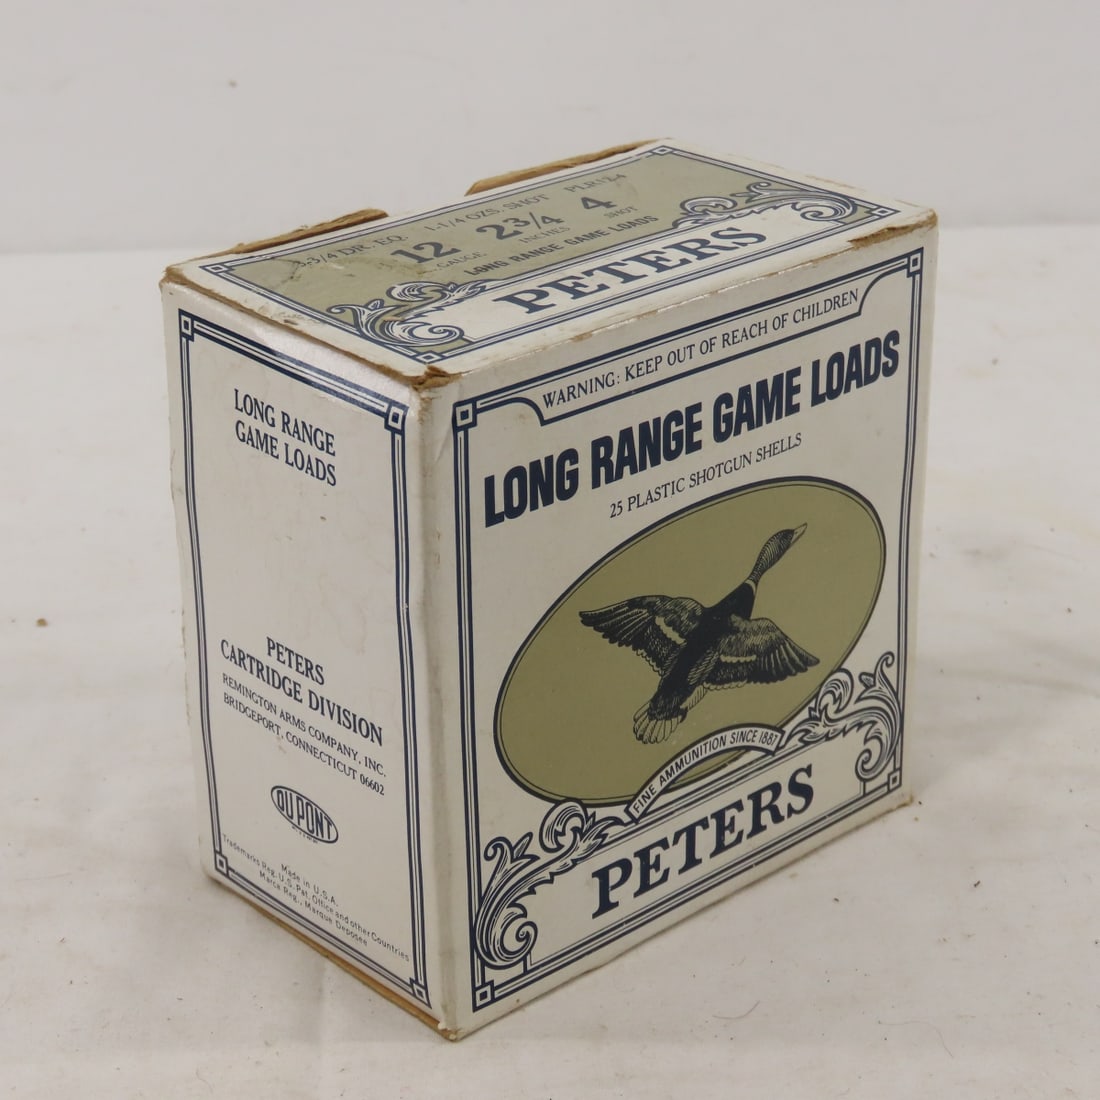 3-3/4 DR. EQ. 1-1/4 OZS. SHOT PLR12-4
12 2¾ 4
GAUGE INCHES SHOT
LONG RANGE GAME LOADS
PETERS
WARNING: KEEP OUT OF REACH OF CHILDREN
LONG RANGE GAME LOADS
25 PLASTIC SHOTGUN SHELLS
FINE AMMUNITION SINCE 1887
PETERS
LONG RANGE
GAME LOADS
PETERS
CARTRIDGE DIVISION
REMINGTON ARMS COMPANY, INC.
BRIDGEPORT, CONNECTICUT 06602
DU PONT
Made in U.S.A.
Trademarks Reg. U.S. Pat. Office and other Countries
Marca Reg., Marque Deposee